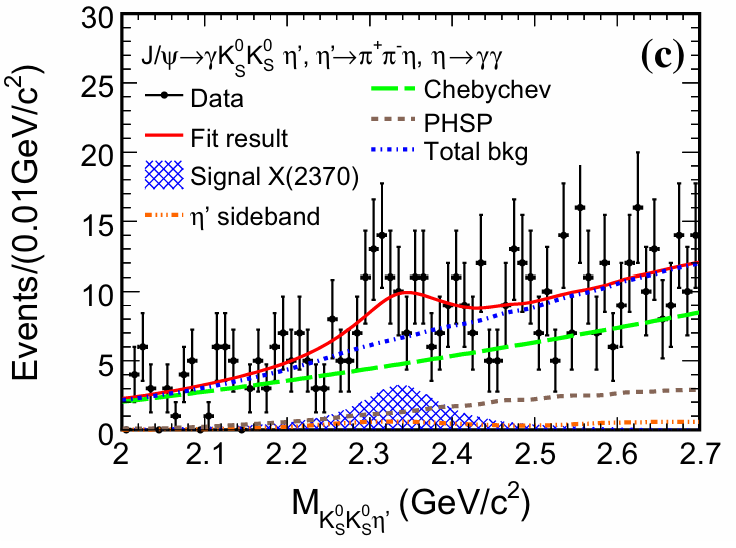 J/ψ→γK⁰_SK⁰_S η', η'→π⁺π⁻η, η→γγ
(c)
Data
Fit result
Signal X(2370)
η' sideband
Chebychev
PHSP
Total bkg
Events/(0.01GeV/c²)
30
25
20
15
10
5
0
2 2.1 2.2 2.3 2.4 2.5 2.6 2.7
M_K⁰_SK⁰_Sη' (GeV/c²)